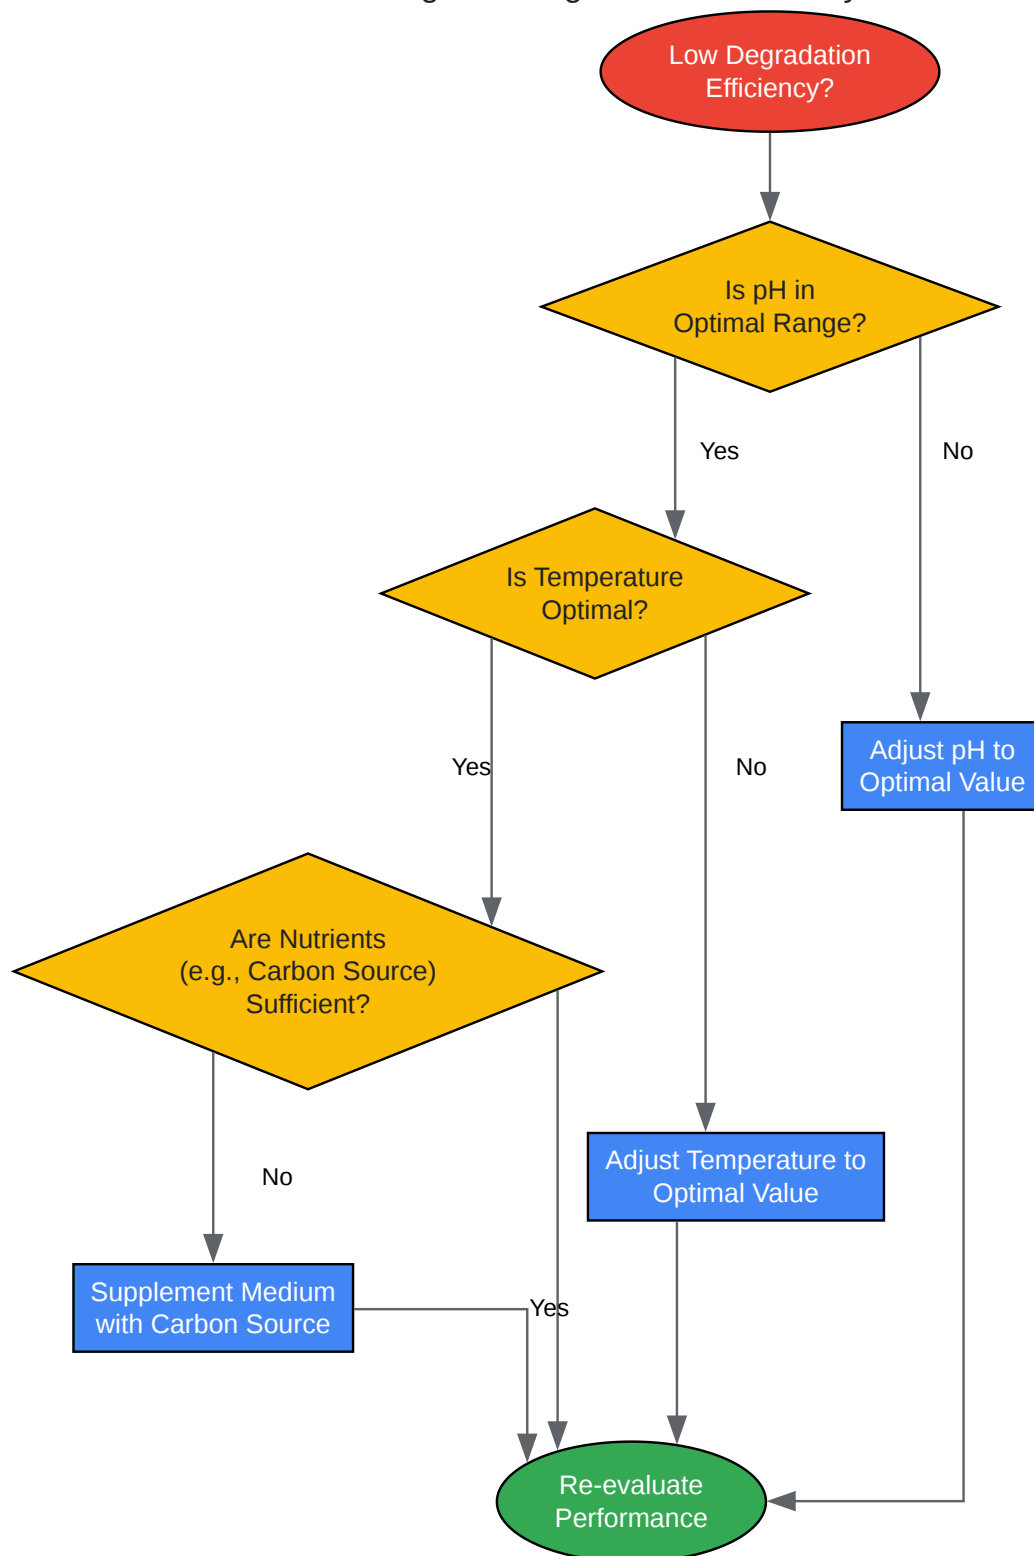 Low Degradation
Efficiency?
Is pH in
Optimal Range?
Yes
No
Is Temperature
Optimal?
Yes
No
Adjust pH to
Optimal Value
Are Nutrients
(e.g., Carbon Source)
Sufficient?
No
Adjust Temperature to
Optimal Value
Supplement Medium
with Carbon Source
Yes
Re-evaluate
Performance